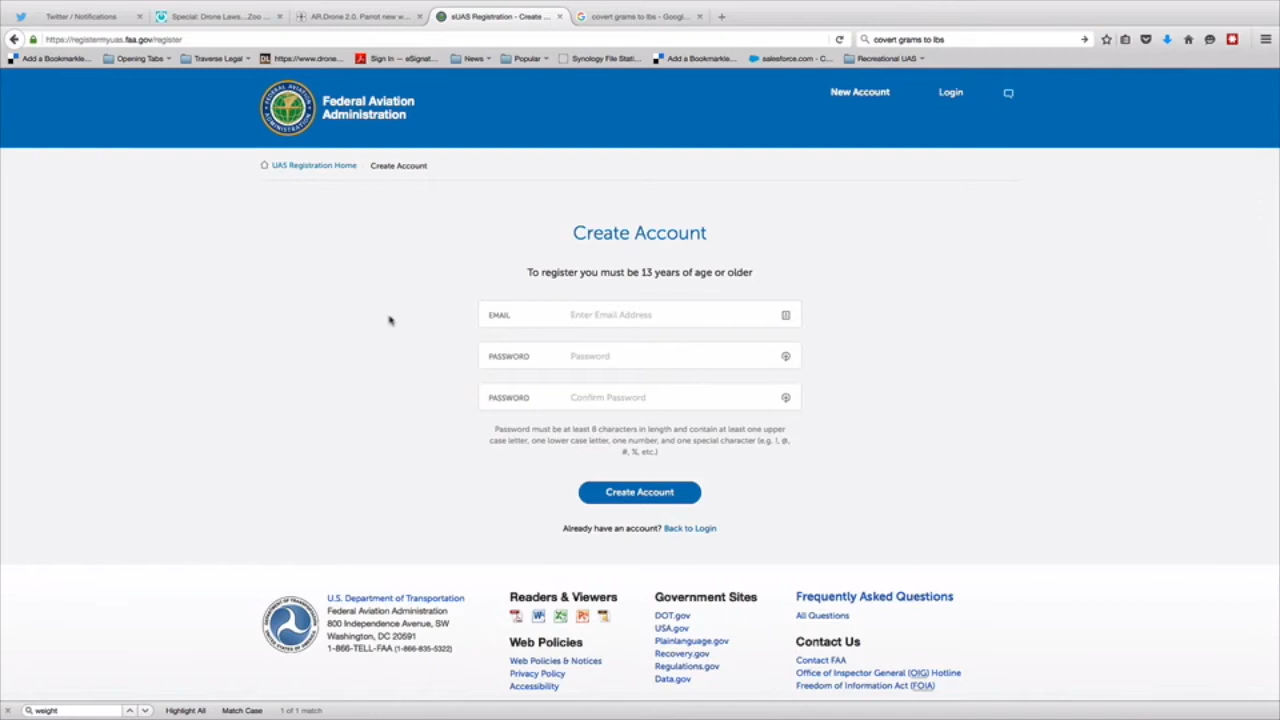 Twitter / Notifications
Special: Drone Laws...Zoo ...
AR.Drone 2.0. Parrot new w...
sUAS Registration - Create ...
covert grams to lbs - Googl...
https://registermyuas.faa.gov/register
covert grams to lbs
Add a Bookmarkle...
Opening Tabs
Traverse Legal
https://www.drone...
Sign In — eSignat...
News
Popular
Synology File Stati...
Add a Bookmarkle...
salesforce.com - C...
Recreational UAS
Federal Aviation
Administration
New Account
Login
UAS Registration Home
Create Account
Create Account
To register you must be 13 years of age or older
EMAIL Enter Email Address
PASSWORD Password
PASSWORD Confirm Password
Password must be at least 8 characters in length and contain at least one upper
case letter, one lower case letter, one number, and one special character (e.g. !, @,
#, %, etc.)
Create Account
Already have an account? Back to Login
U.S. Department of Transportation
Federal Aviation Administration
800 Independence Avenue, SW
Washington, DC 20591
1-866-TELL-FAA (1-866-835-5322)
Readers & Viewers
Web Policies
Web Policies & Notices
Privacy Policy
Accessibility
Government Sites
DOT.gov
USA.gov
Plainlanguage.gov
Recovery.gov
Regulations.gov
Data.gov
Frequently Asked Questions
All Questions
Contact Us
Contact FAA
Office of Inspector General (OIG) Hotline
Freedom of Information Act (FOIA)
weight
Highlight All
Match Case
1 of 1 match